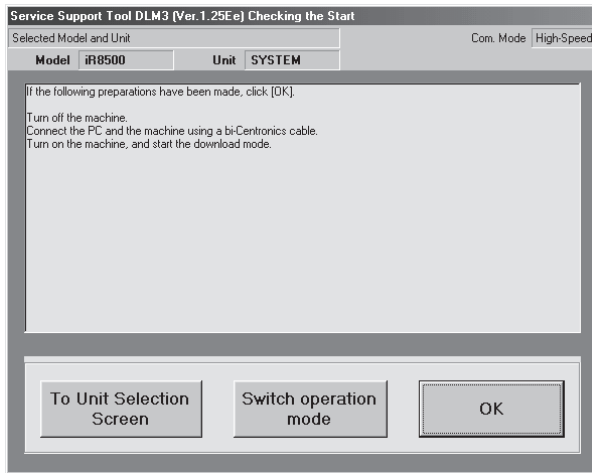 Service Support Tool DLM3 (Ver.1.25Ee) Checking the Start
Selected Model and Unit
Com. Mode High-Speed
Model iR8500 Unit SYSTEM
If the following preparations have been made, click [OK].
Turn off the machine.
Connect the PC and the machine using a bi-Centronics cable.
Turn on the machine, and start the download mode.
To Unit Selection
Screen
Switch operation
mode
OK